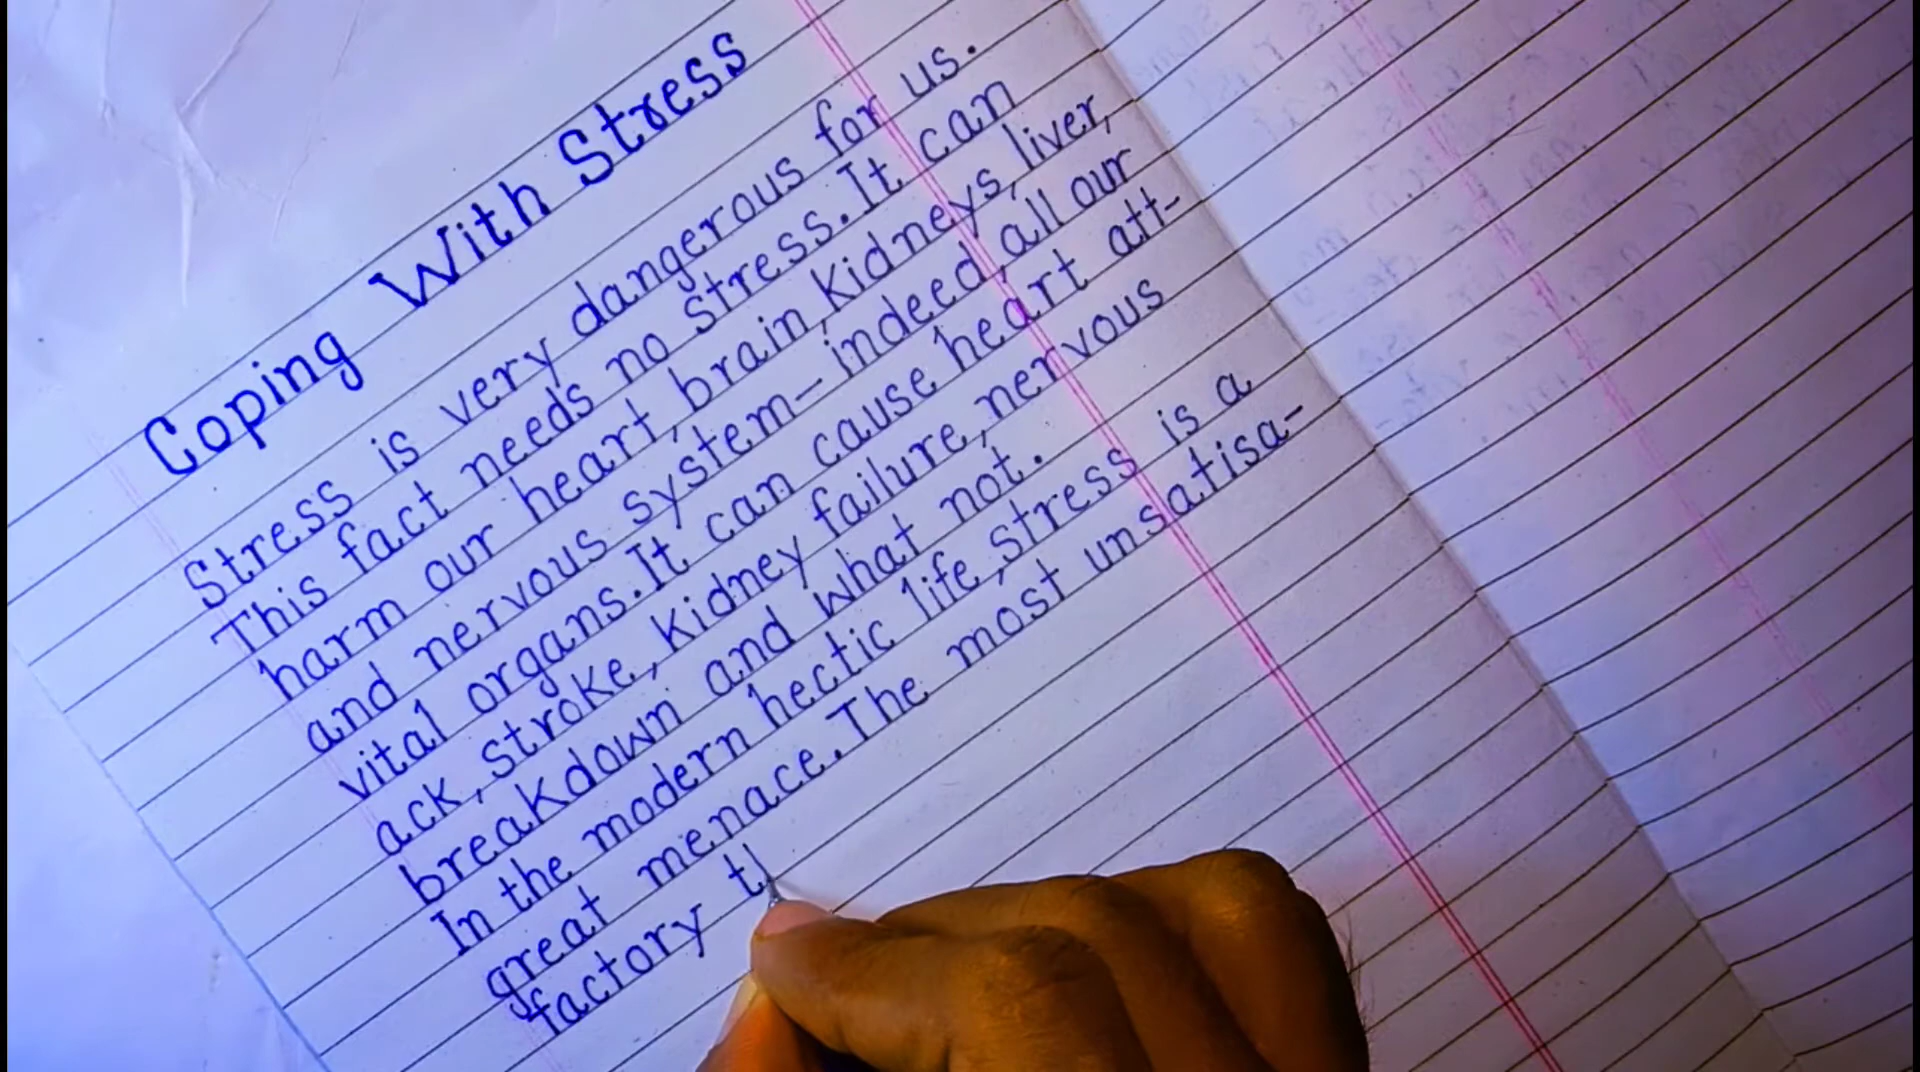 Coping With Stress
Stress is very dangerous for us.
This fact needs no stress. It can
harm our heart, brain, kidneys, liver,
and nervous system-indeed, all our
vital organs. It can cause heart att-
ack, stroke, kidney failure, nervous
breakdown and what not.
In the modern hectic life, stress is a
great menace. The most unsatisa-
factory